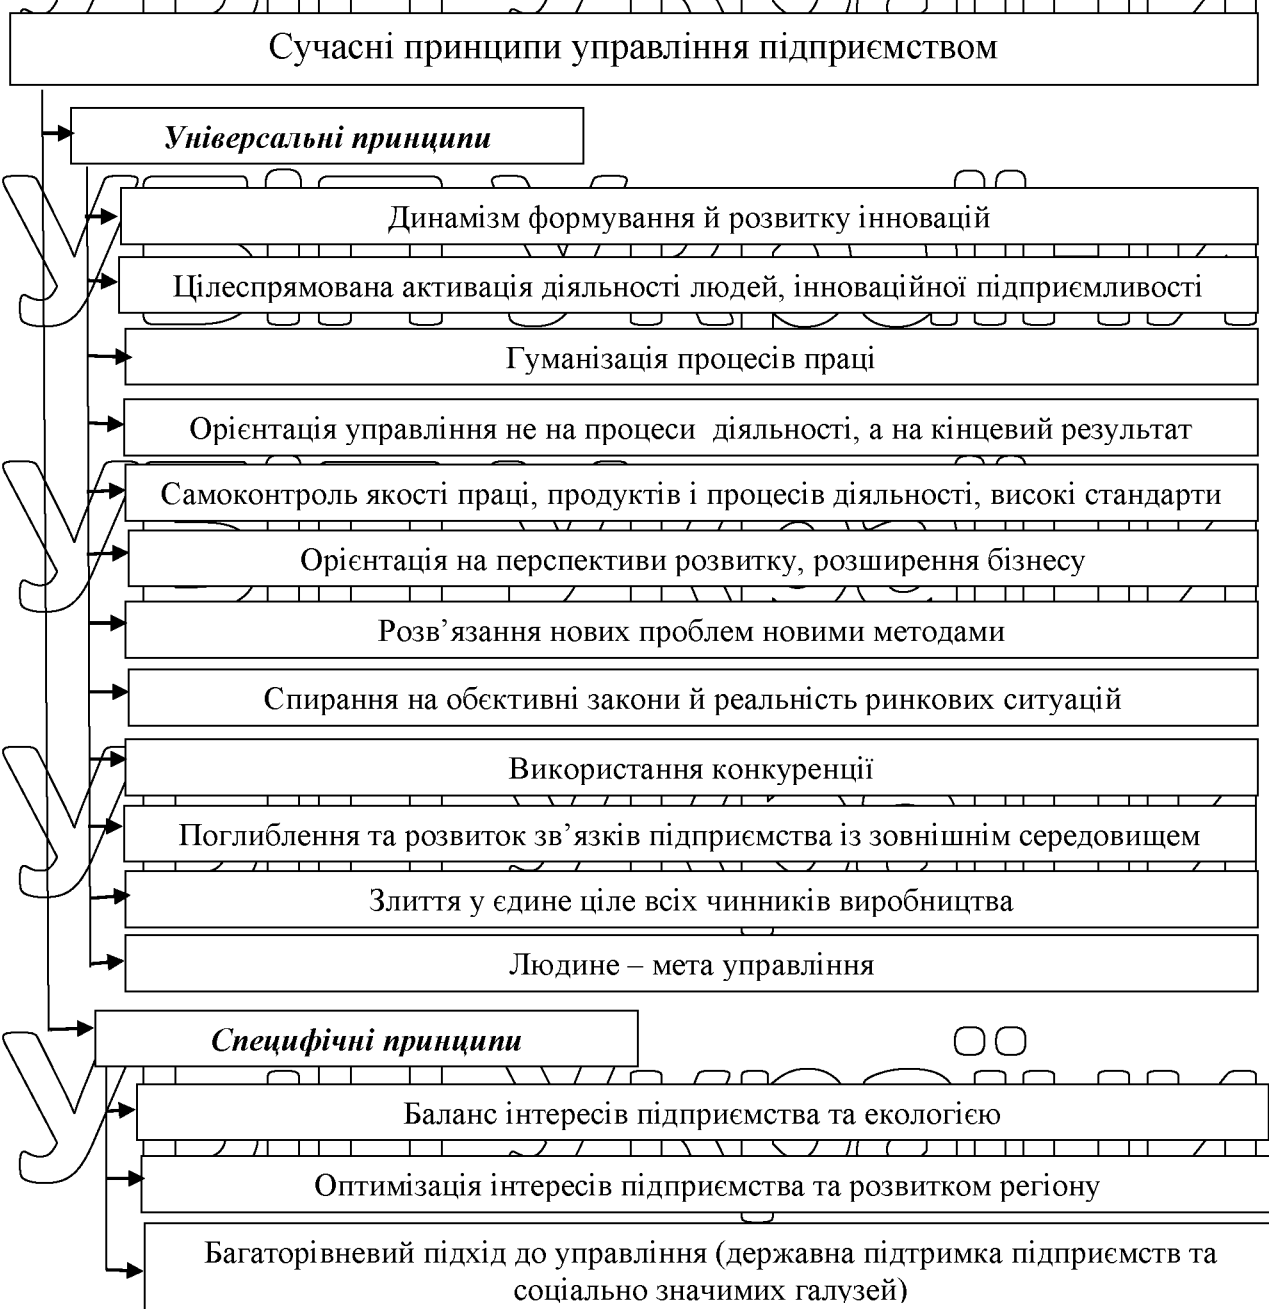 Сучасні принципи управління підприємством
Універсальні принципи
Динамізм формування й розвитку інновацій
Цілеспрямована активація діяльності людей, інноваційної підприємливості
Гуманізація процесів праці
Орієнтація управління не на процеси діяльності, а на кінцевий результат
Самоконтроль якості праці, продуктів і процесів діяльності, високі стандарти
Орієнтація на перспективи розвитку, розширення бізнесу
Розв’язання нових проблем новими методами
Спирання на обєктивні закони й реальність ринкових ситуацій
Використання конкуренції
Поглиблення та розвиток зв’язків підприємства із зовнішнім середовищем
Злиття у єдине ціле всіх чинників виробництва
Людине – мета управління
Специфічні принципи
Баланс інтересів підприємства та екологією
Оптимізація інтересів підприємства та розвитком регіону
Багаторівневий підхід до управління (державна підтримка підприємств та
соціально значимих галузей)